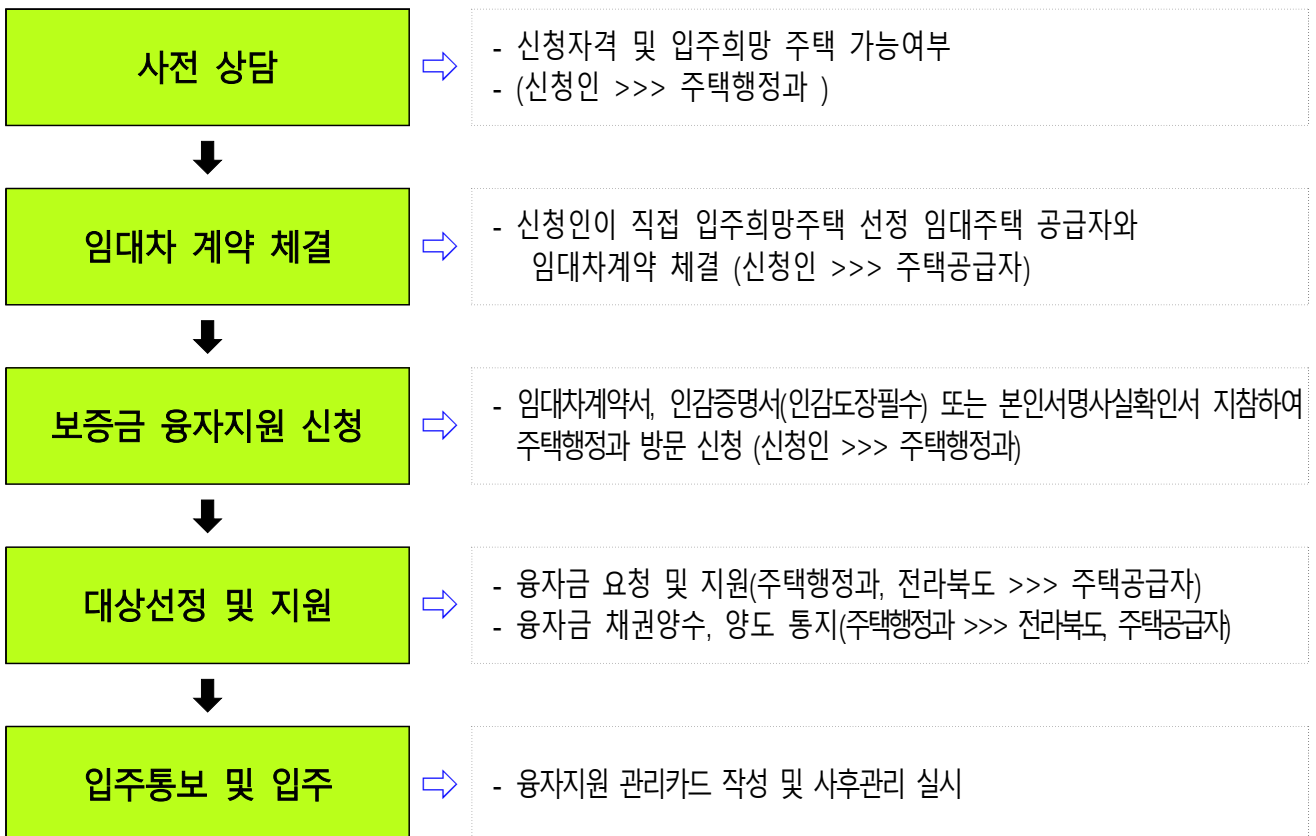 사전 상담
- 신청자격 및 입주희망 주택 가능여부
- (신청인 >>> 주택행정과 )
임대차 계약 체결
- 신청인이 직접 입주희망주택 선정 임대주택 공급자와
임대차계약 체결 (신청인 >>> 주택공급자)
보증금 융자지원 신청
- 임대차계약서, 인감증명서(인감도장필수) 또는 본인서명사실확인서 지참하여
주택행정과 방문 신청 (신청인 >>> 주택행정과)
대상선정 및 지원
- 융자금 요청 및 지원(주택행정과, 전라북도 >>> 주택공급자)
- 융자금 채권양수, 양도 통지(주택행정과 >>> 전라북도, 주택공급자)
입주통보 및 입주
- 융자지원 관리카드 작성 및 사후관리 실시